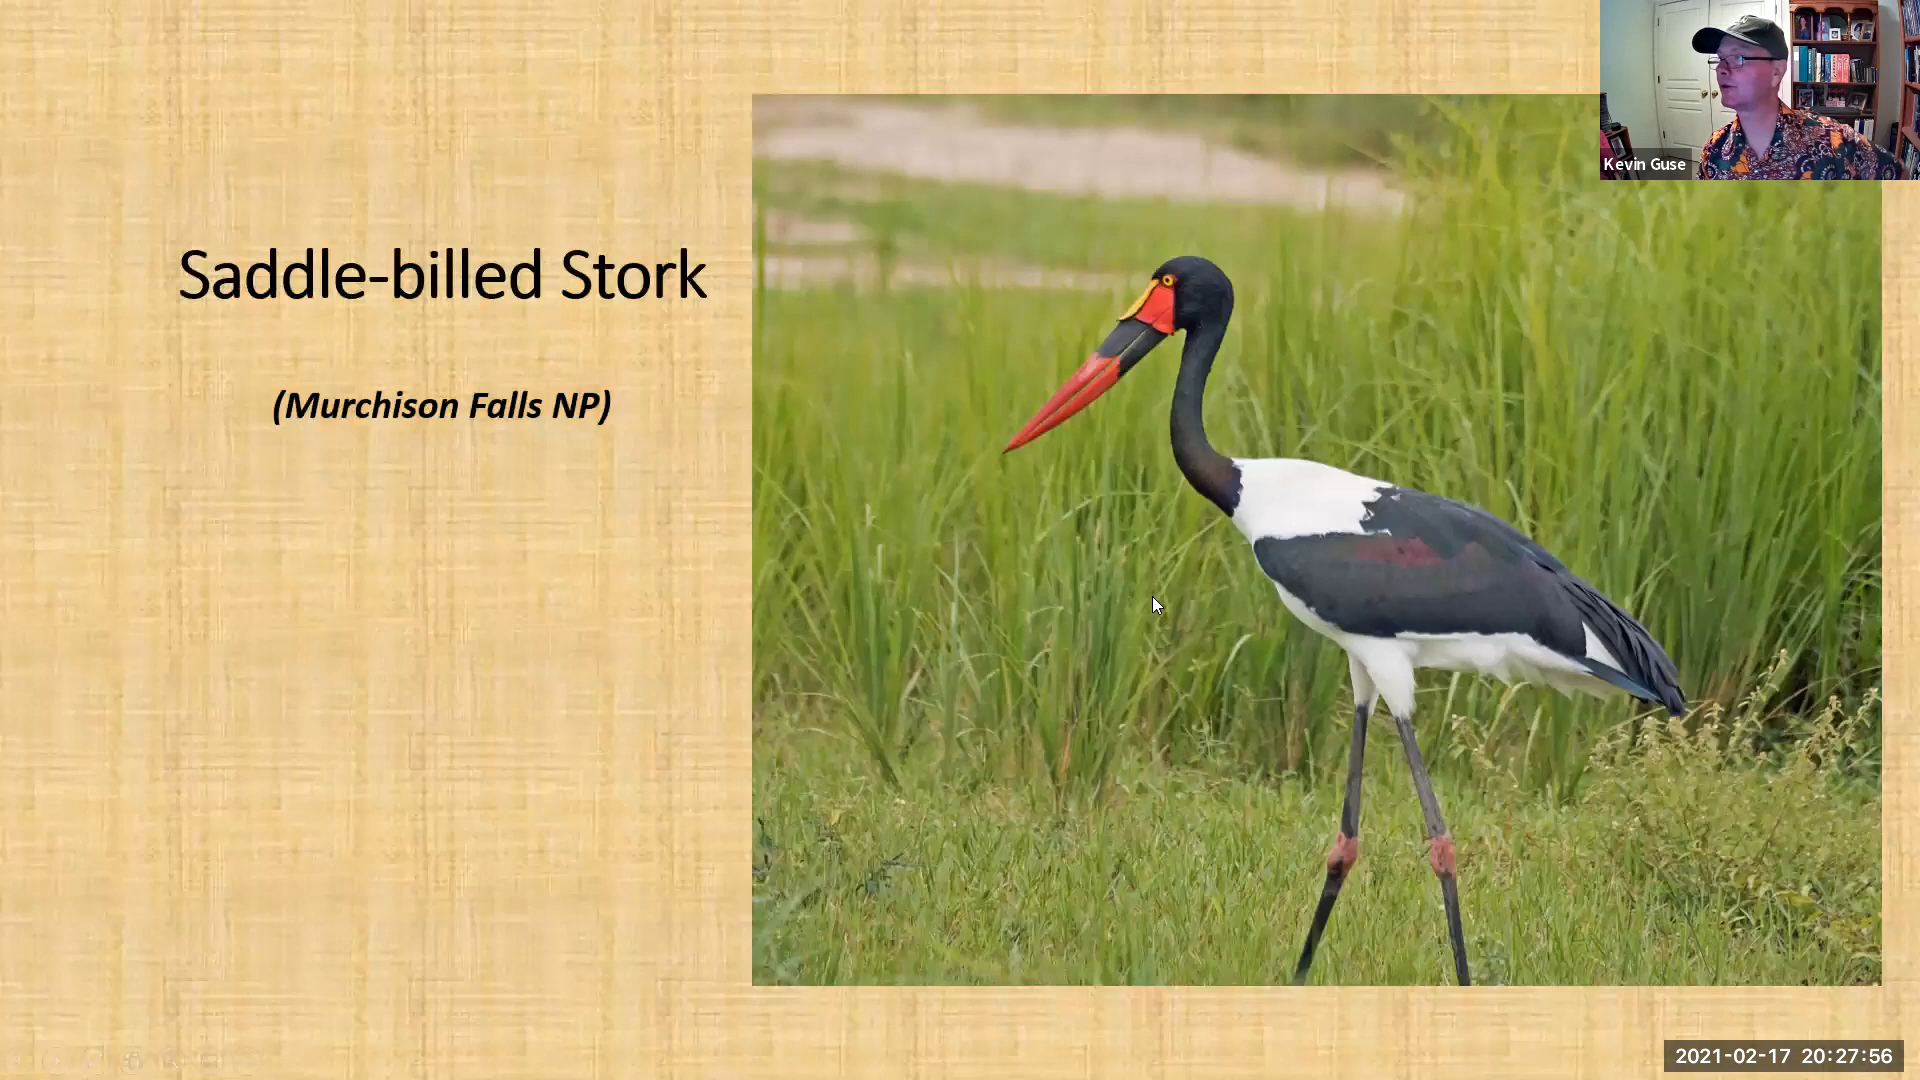 Kevin Guse
Saddle-billed Stork
(Murchison Falls NP)
2021-02-17 20:27:56